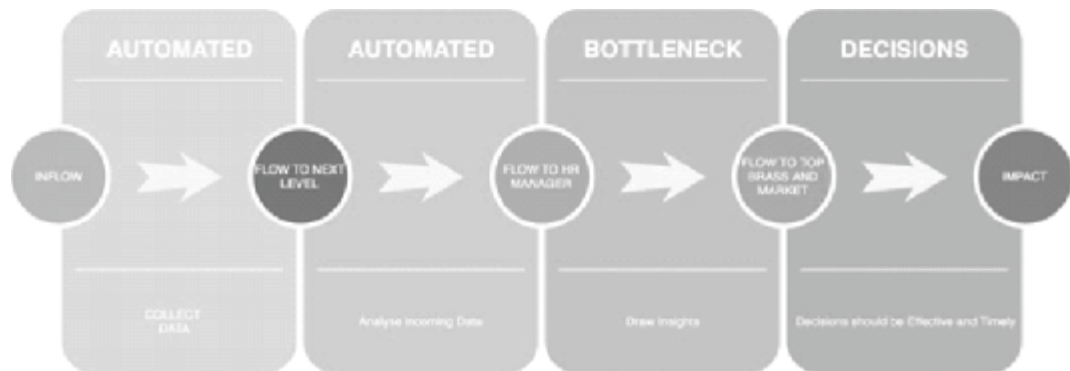 AUTOMATED
AUTOMATED
BOTTLENECK
DECISIONS
INFLOW
FLOW TO NEXT
LEVEL
FLOW TO HR
MANAGER
FLOW TO TOP
BRASS AND
MARKET
IMPACT
COLLECT
DATA
Analyse Incoming Data
Draw Insights
Decisions should be Effective and Timely